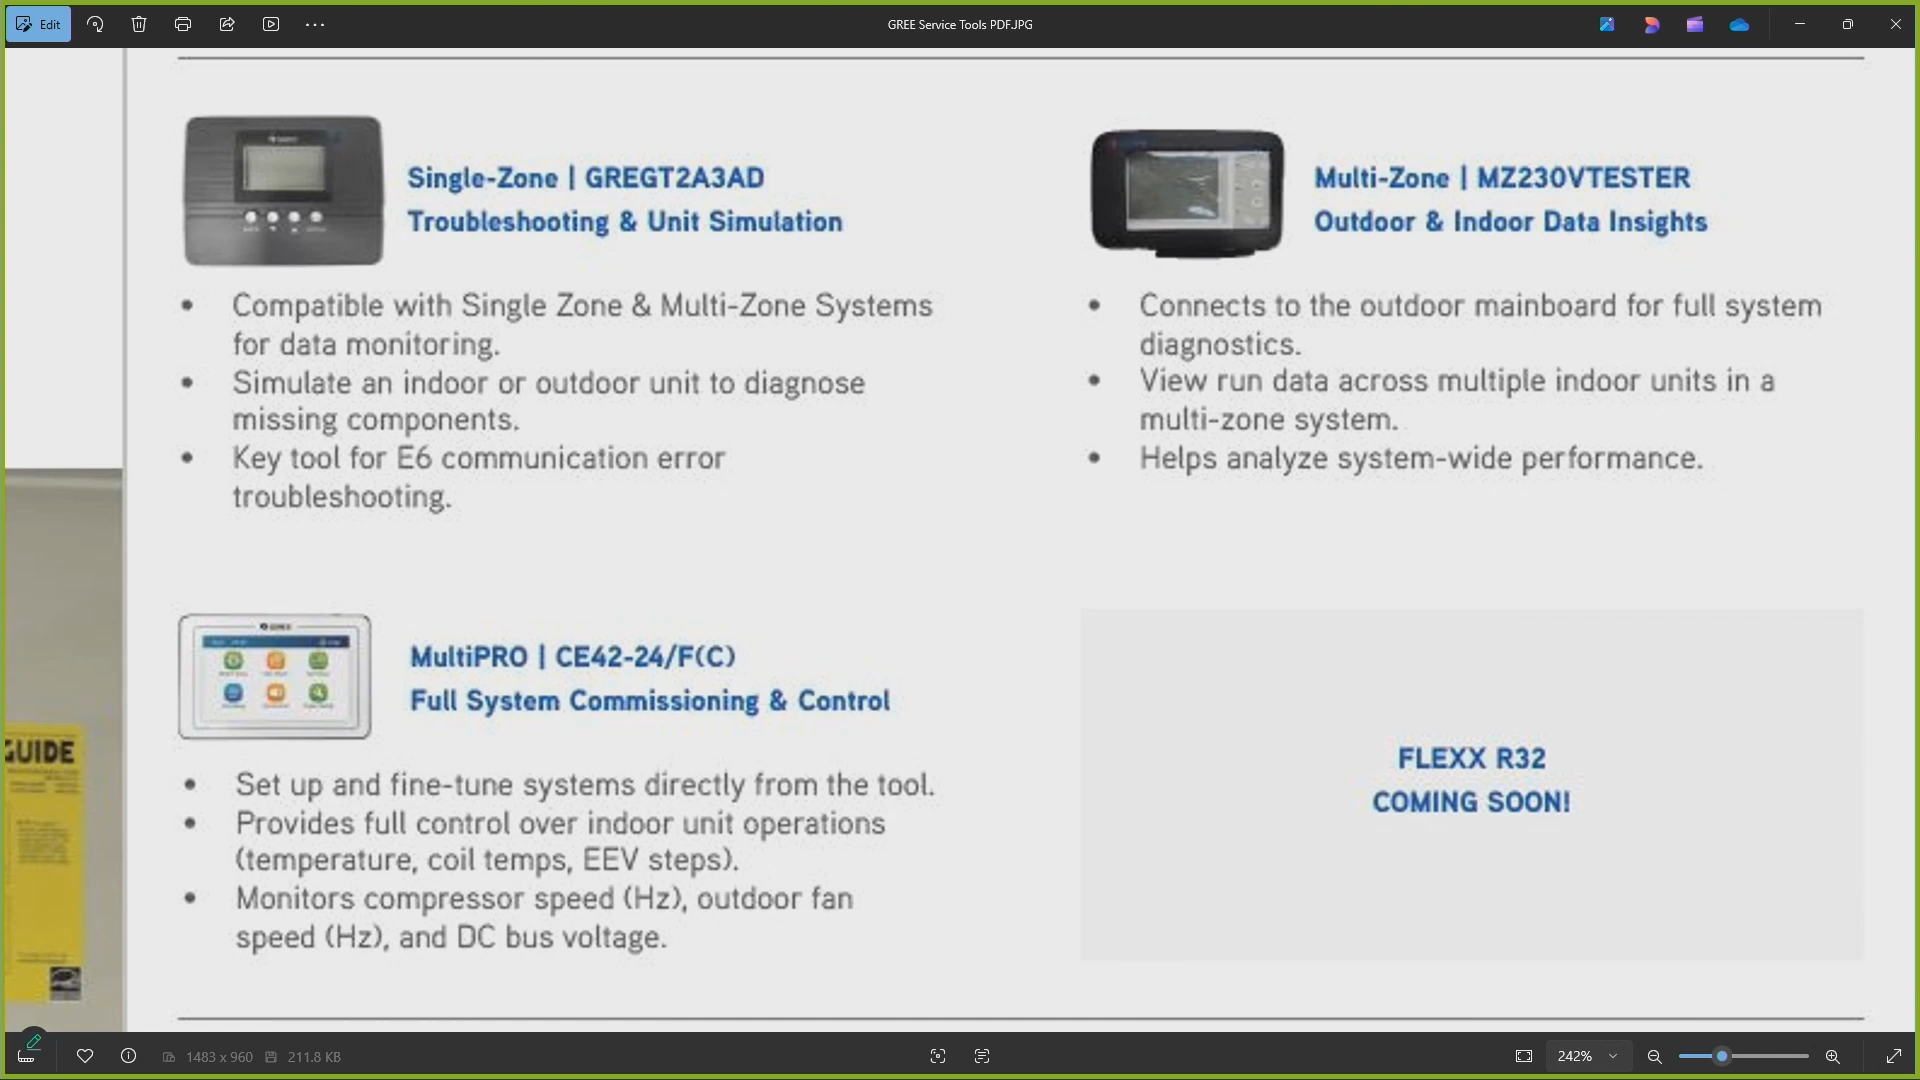 Edit
GREE Service Tools PDF.JPG
Single-Zone | GREGT2A3AD
Troubleshooting & Unit Simulation
Compatible with Single Zone & Multi-Zone Systems
for data monitoring.
Simulate an indoor or outdoor unit to diagnose
missing components.
Key tool for E6 communication error
troubleshooting.
Multi-Zone | MZ230VTESTER
Outdoor & Indoor Data Insights
Connects to the outdoor mainboard for full system
diagnostics.
View run data across multiple indoor units in a
multi-zone system.
Helps analyze system-wide performance.
MultiPRO | CE42-24/F(C)
Full System Commissioning & Control
Set up and fine-tune systems directly from the tool.
Provides full control over indoor unit operations
(temperature, coil temps, EEV steps).
Monitors compressor speed (Hz), outdoor fan
speed (Hz), and DC bus voltage.
FLEXX R32
COMING SOON!
GUIDE
1483 x 960
211.8 KB
242%